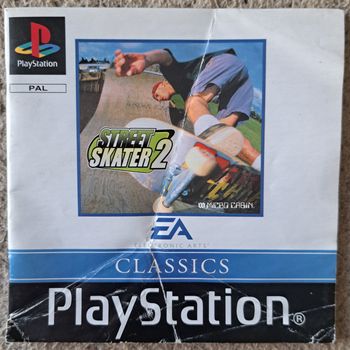 PlayStation
PAL
STREET
SKATER 2
MICRO CABIN
EA
ELECTRONIC ARTS
CLASSICS
PlayStation®